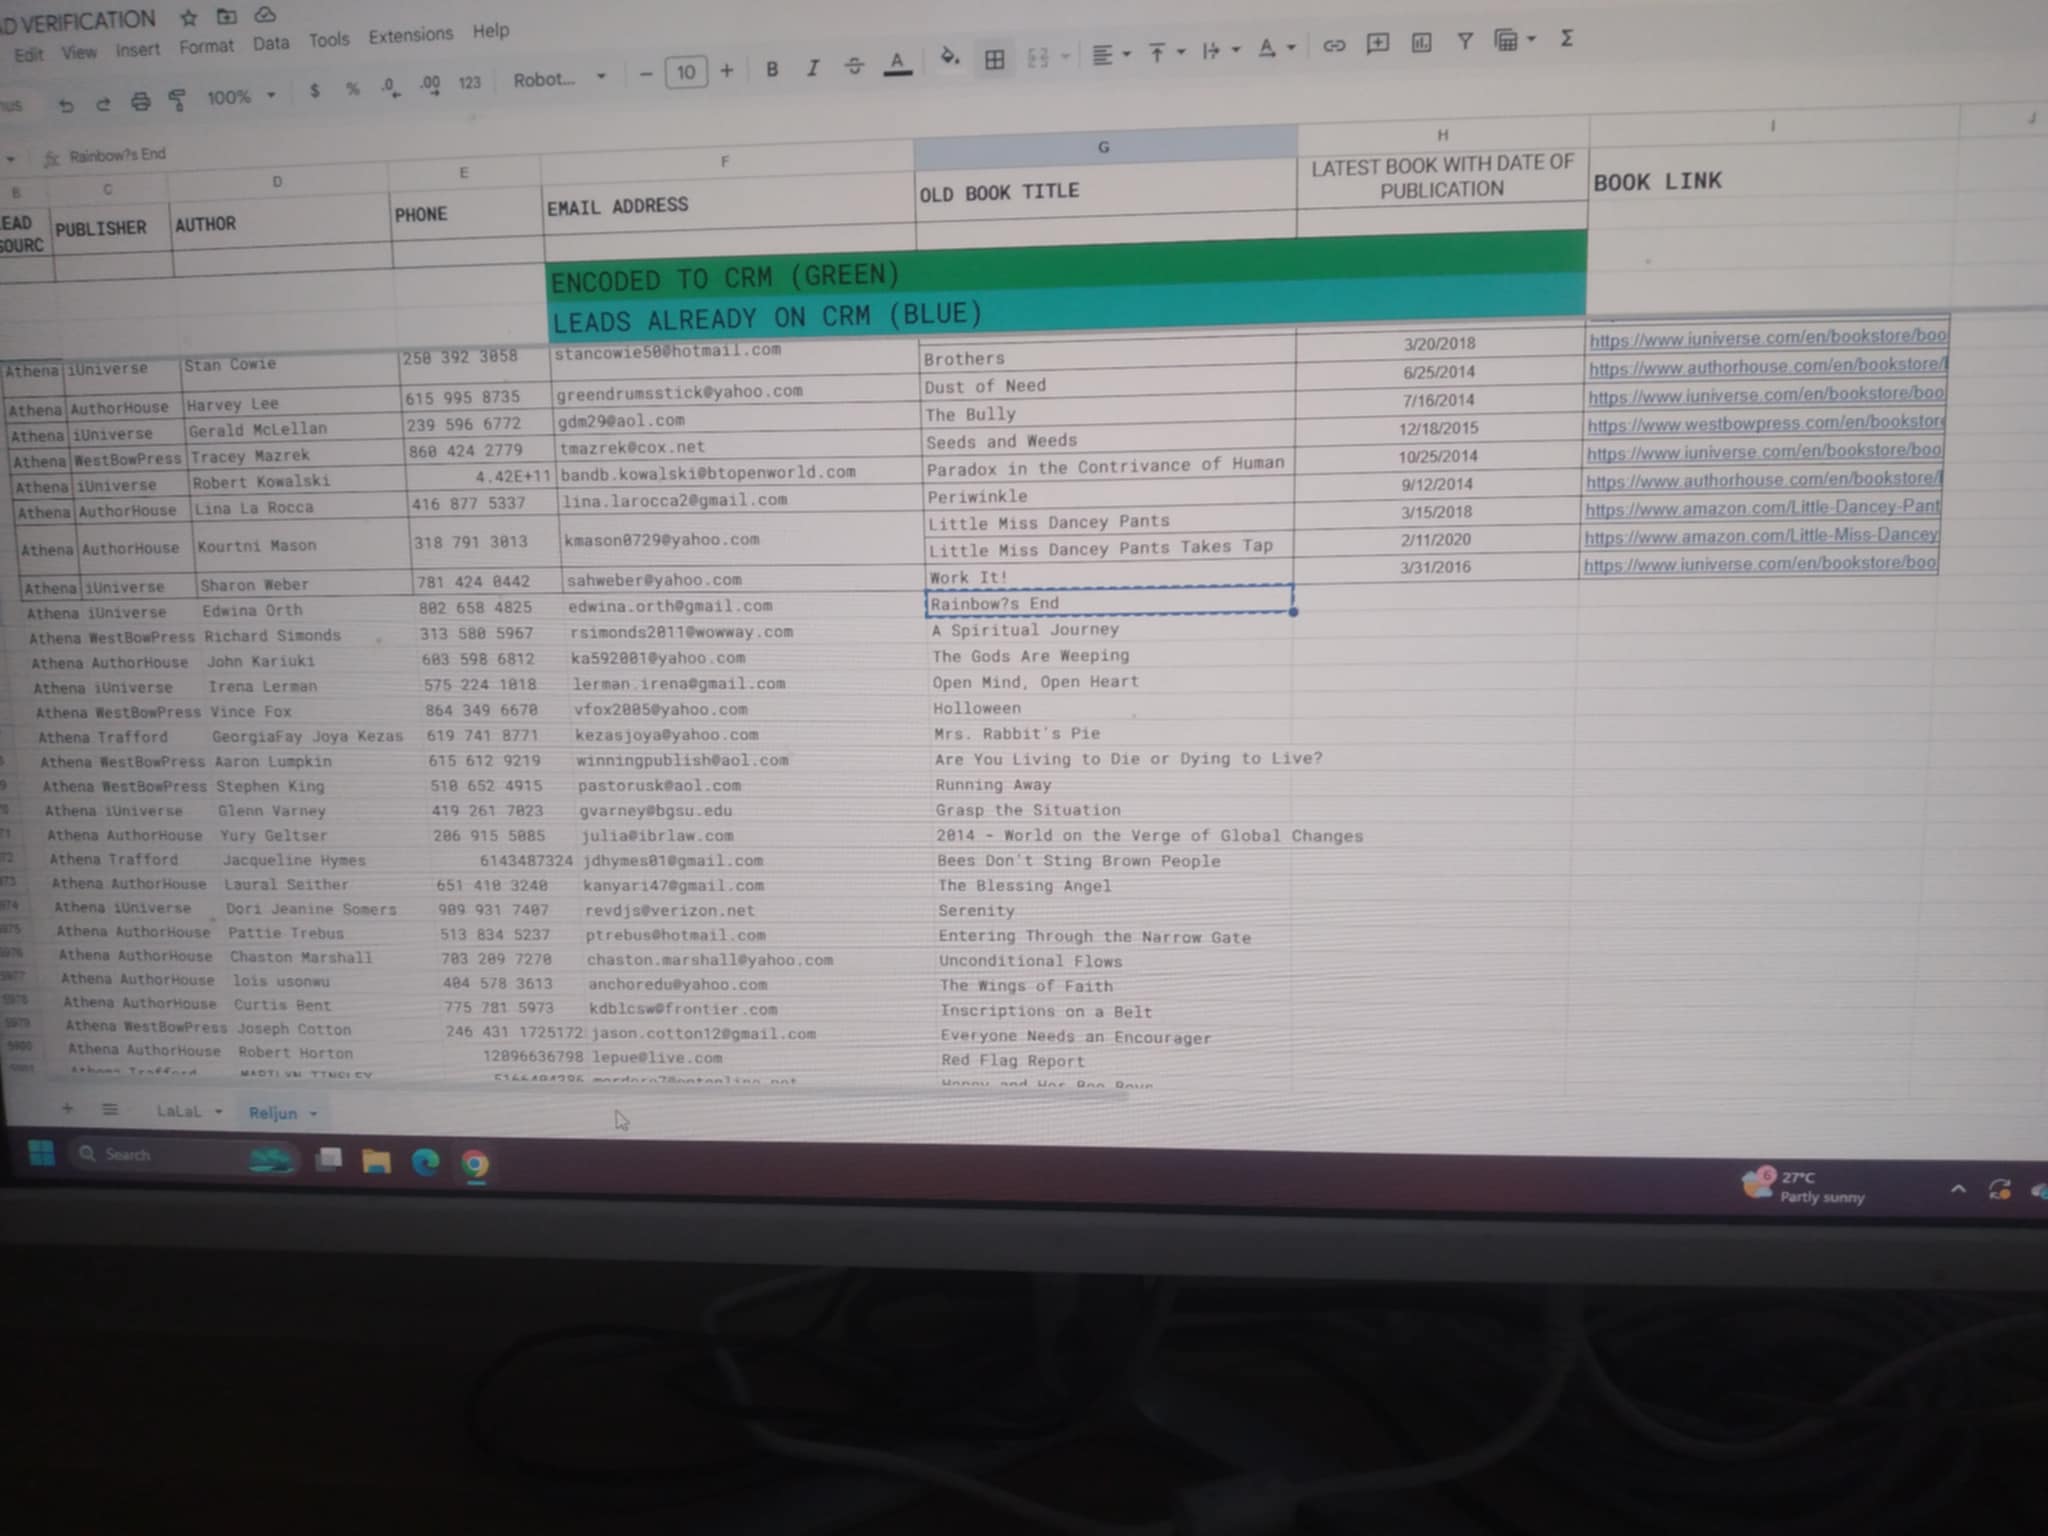 AD VERIFICATION
Edit View Insert Format Data Tools Extensions Help
100% $ % .0 .00 123 Robot... − 10 + B I S A
Rainbow?s End
B C D E F G H I J
LEAD SOURC PUBLISHER AUTHOR PHONE EMAIL ADDRESS OLD BOOK TITLE LATEST BOOK WITH DATE OF PUBLICATION BOOK LINK
ENCODED TO CRM (GREEN)
LEADS ALREADY ON CRM (BLUE)
Athena iUniverse Stan Cowie 250 392 3058 stancowie50@hotmail.com Brothers 3/20/2018 https://www.iuniverse.com/en/bookstore/boo
Athena AuthorHouse Harvey Lee 615 995 8735 greendrumsstick@yahoo.com Dust of Need 6/25/2014 https://www.authorhouse.com/en/bookstore/
Athena iUniverse Gerald McLellan 239 596 6772 gdm29@aol.com The Bully 7/16/2014 https://www.iuniverse.com/en/bookstore/boo
Athena WestBowPress Tracey Mazrek 860 424 2779 tmazrek@cox.net Seeds and Weeds 12/18/2015 https://www.westbowpress.com/en/bookstore
Athena iUniverse Robert Kowalski 4.42E+11 bandb.kowalski@btopenworld.com Paradox in the Contrivance of Human 10/25/2014 https://www.iuniverse.com/en/bookstore/boo
Athena AuthorHouse Lina La Rocca 416 877 5337 lina.larocca2@gmail.com Periwinkle 9/12/2014 https://www.authorhouse.com/en/bookstore/
Athena AuthorHouse Kourtni Mason 318 791 3013 kmason0729@yahoo.com Little Miss Dancey Pants 3/15/2018 https://www.amazon.com/Little-Dancey-Pant
Little Miss Dancey Pants Takes Tap 2/11/2020 https://www.amazon.com/Little-Miss-Dancey
Athena iUniverse Sharon Weber 781 424 0442 sahweber@yahoo.com Work It! 3/31/2016 https://www.iuniverse.com/en/bookstore/boo
Athena iUniverse Edwina Orth 802 658 4825 edwina.orth@gmail.com Rainbow?s End
Athena WestBowPress Richard Simonds 313 580 5967 rsimonds2011@wowway.com A Spiritual Journey
Athena AuthorHouse John Kariuki 603 598 6812 ka592001@yahoo.com The Gods Are Weeping
Athena iUniverse Irena Lerman 575 224 1018 lerman.irena@gmail.com Open Mind, Open Heart
Athena WestBowPress Vince Fox 864 349 6670 vfox2005@yahoo.com Holloween
Athena Trafford GeorgiaFay Joya Kezas 619 741 8771 kezasjoya@yahoo.com Mrs. Rabbit's Pie
Athena WestBowPress Aaron Lumpkin 615 612 9219 winningpublish@aol.com Are You Living to Die or Dying to Live?
Athena WestBowPress Stephen King 510 652 4915 pastorusk@aol.com Running Away
Athena iUniverse Glenn Varney 419 261 7023 gvarney@bgsu.edu Grasp the Situation
Athena AuthorHouse Yury Geltser 206 915 5085 julia@ibrlaw.com 2014 - World on the Verge of Global Changes
Athena Trafford Jacqueline Hymes 6143487324 jdhymes01@gmail.com Bees Don't Sting Brown People
Athena AuthorHouse Laural Seither 651 410 3240 kanyari47@gmail.com The Blessing Angel
Athena iUniverse Dori Jeanine Somers 909 931 7407 revdjs@verizon.net Serenity
Athena AuthorHouse Pattie Trebus 513 834 5237 ptrebus@hotmail.com Entering Through the Narrow Gate
Athena AuthorHouse Chaston Marshall 703 209 7270 chaston.marshall@yahoo.com Unconditional Flows
Athena AuthorHouse lois usonwu 404 578 3613 anchoredu@yahoo.com The Wings of Faith
Athena AuthorHouse Curtis Bent 775 781 5973 kdblcsw@frontier.com Inscriptions on a Belt
Athena WestBowPress Joseph Cotton 246 431 1725172 jason.cotton12@gmail.com Everyone Needs an Encourager
Athena AuthorHouse Robert Horton 12096636798 lepue@live.com Red Flag Report
Athena Trafford
LaLaL Reljun
Search
6
27°C
Partly sunny